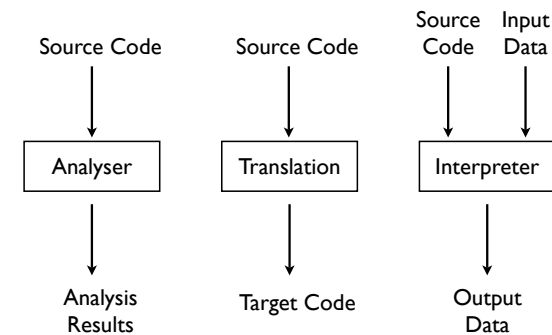 Source Code
Analyser
Analysis
Results
Source Code
Translation
Target Code
Source
Code
Input
Data
Interpreter
Output
Data